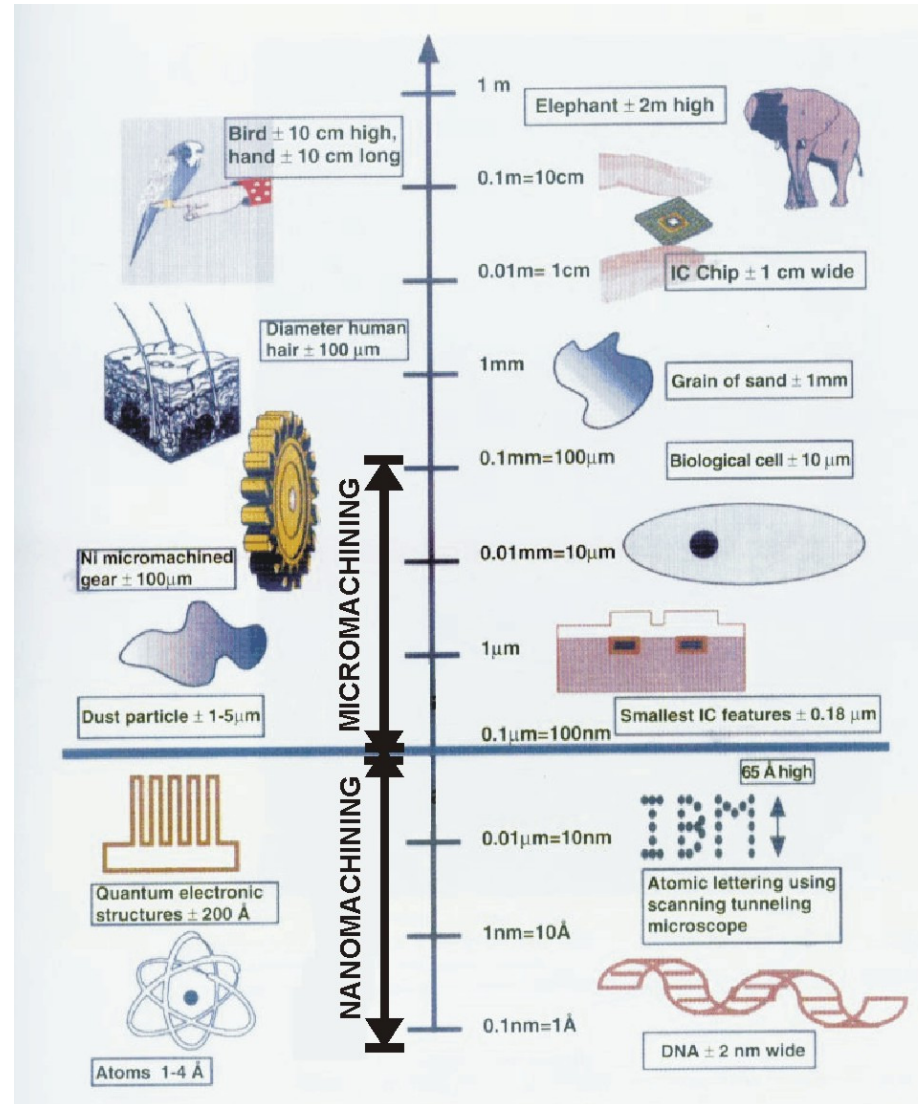 1 m
Elephant ± 2m high
Bird ± 10 cm high,
hand ± 10 cm long
0.1m=10cm
0.01m= 1cm
IC Chip ± 1 cm wide
Diameter human
hair ± 100 μm
1mm
Grain of sand ± 1mm
0.1mm=100μm
Biological cell ± 10 μm
MICROMACHINING
0.01mm=10μm
Ni micromachined
gear ± 100μm
1μm
Dust particle ± 1-5μm
Smallest IC features ± 0.18 μm
0.1μm=100nm
65 Å high
NANOMACHINING
IBM
0.01μm=10nm
Quantum electronic
structures ± 200 Å
Atomic lettering using
scanning tunneling
microscope
1nm=10Å
0.1nm=1Å
Atoms 1-4 Å
DNA ± 2 nm wide